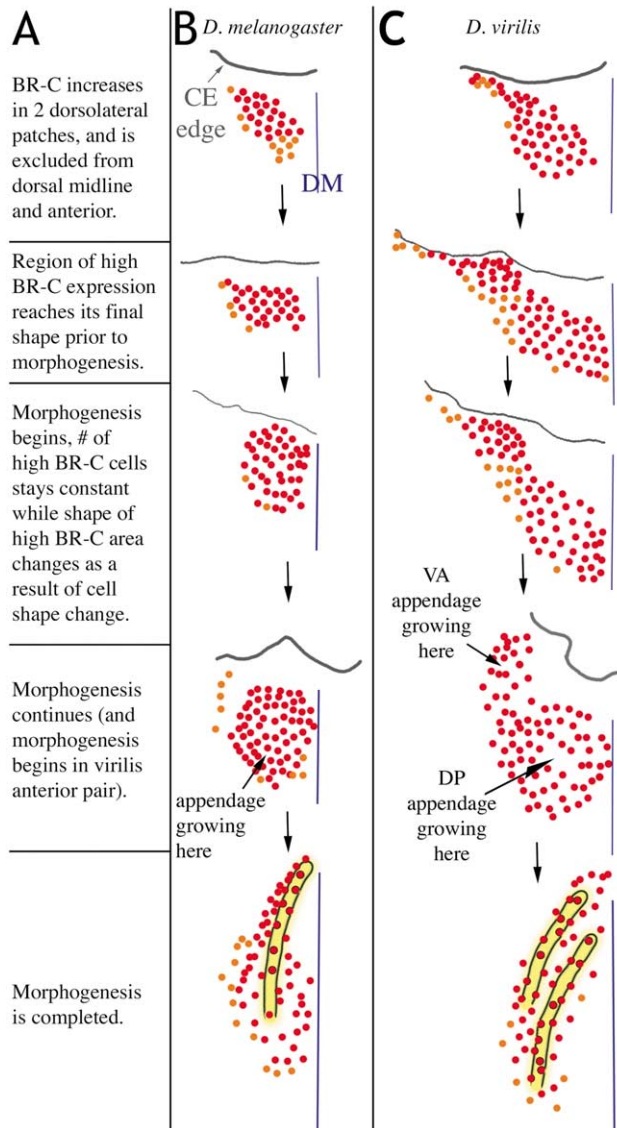 A
B D. melanogaster
C D. virilis
BR-C increases
in 2 dorsolateral
patches, and is
excluded from
dorsal midline
and anterior.
CE
edge
DM
Region of high
BR-C expression
reaches its final
shape prior to
morphogenesis.
Morphogenesis
begins, # of
high BR-C cells
stays constant
while shape of
high BR-C area
changes as a
result of cell
shape change.
VA
appendage
growing
here
Morphogenesis
continues (and
morphogenesis
begins in virilis
anterior pair).
appendage
growing
here
DP
appendage
growing
here
Morphogenesis
is completed.